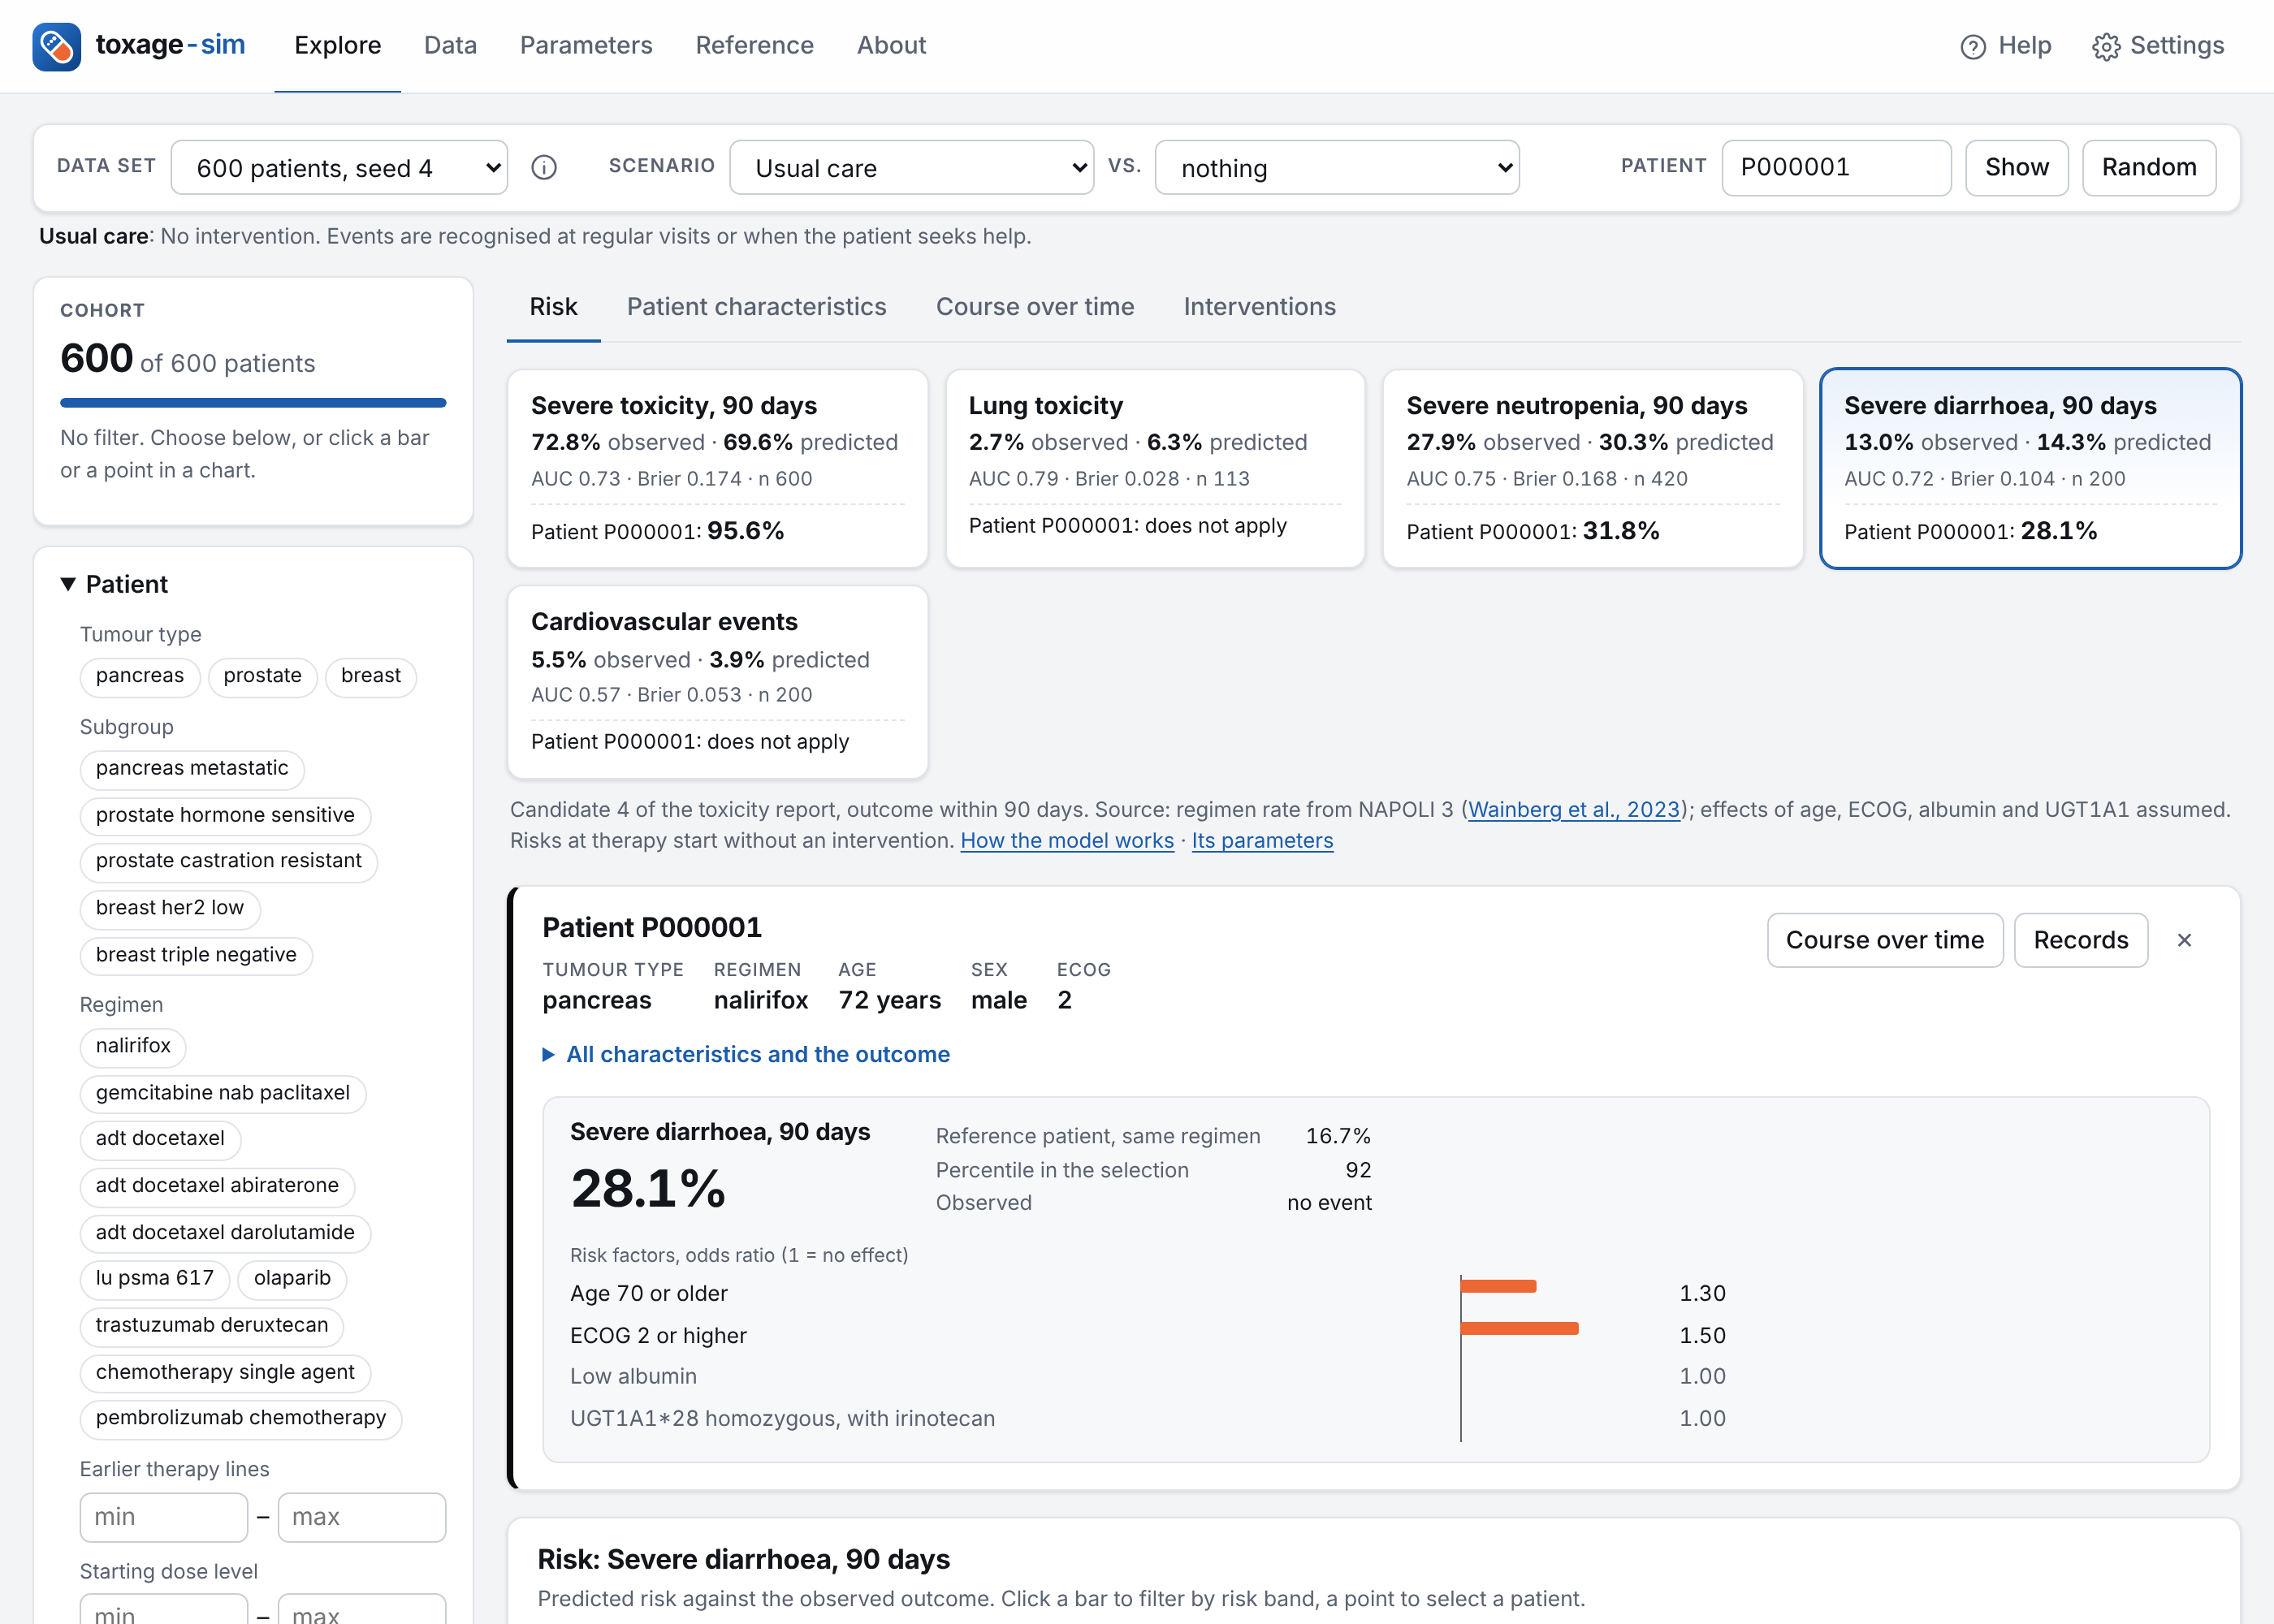 toxage-sim
Explore
Data
Parameters
Reference
About
Help
Settings
DATA SET
600 patients, seed 4
SCENARIO
Usual care
VS.
nothing
PATIENT
P000001
Show
Random
Usual care: No intervention. Events are recognised at regular visits or when the patient seeks help.
COHORT
600 of 600 patients
No filter. Choose below, or click a bar
or a point in a chart.
Patient
Tumour type
pancreas
prostate
breast
Subgroup
pancreas metastatic
prostate hormone sensitive
prostate castration resistant
breast her2 low
breast triple negative
Regimen
nalirifox
gemcitabine nab paclitaxel
adt docetaxel
adt docetaxel abiraterone
adt docetaxel darolutamide
lu psma 617
olaparib
trastuzumab deruxtecan
chemotherapy single agent
pembrolizumab chemotherapy
Earlier therapy lines
min – max
Starting dose level
min – max
Risk
Patient characteristics
Course over time
Interventions
Severe toxicity, 90 days
72.8% observed · 69.6% predicted
AUC 0.73 · Brier 0.174 · n 600
Patient P000001: 95.6%
Lung toxicity
2.7% observed · 6.3% predicted
AUC 0.79 · Brier 0.028 · n 113
Patient P000001: does not apply
Severe neutropenia, 90 days
27.9% observed · 30.3% predicted
AUC 0.75 · Brier 0.168 · n 420
Patient P000001: 31.8%
Severe diarrhoea, 90 days
13.0% observed · 14.3% predicted
AUC 0.72 · Brier 0.104 · n 200
Patient P000001: 28.1%
Cardiovascular events
5.5% observed · 3.9% predicted
AUC 0.57 · Brier 0.053 · n 200
Patient P000001: does not apply
Candidate 4 of the toxicity report, outcome within 90 days. Source: regimen rate from NAPOLI 3 (Wainberg et al., 2023); effects of age, ECOG, albumin and UGT1A1 assumed.
Risks at therapy start without an intervention. How the model works · Its parameters
Patient P000001
Course over time
Records
×
TUMOUR TYPE
pancreas
REGIMEN
nalirifox
AGE
72 years
SEX
male
ECOG
2
All characteristics and the outcome
Severe diarrhoea, 90 days
28.1%
Reference patient, same regimen 16.7%
Percentile in the selection 92
Observed no event
Risk factors, odds ratio (1 = no effect)
Age 70 or older 1.30
ECOG 2 or higher 1.50
Low albumin 1.00
UGT1A1*28 homozygous, with irinotecan 1.00
Risk: Severe diarrhoea, 90 days
Predicted risk against the observed outcome. Click a bar to filter by risk band, a point to select a patient.